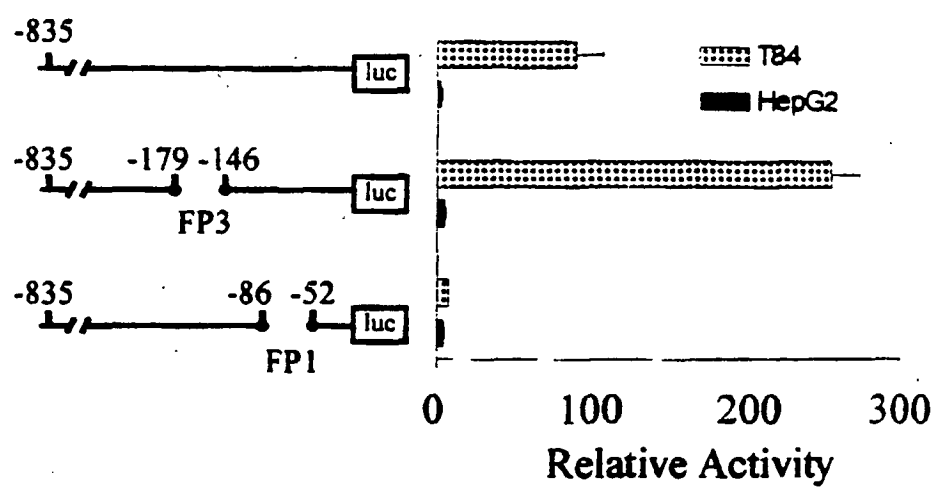 -835
luc
T84
HepG2
-835 -179 -146
luc
FP3
-835 -86 -52
luc
FP1
0 100 200 300
Relative Activity